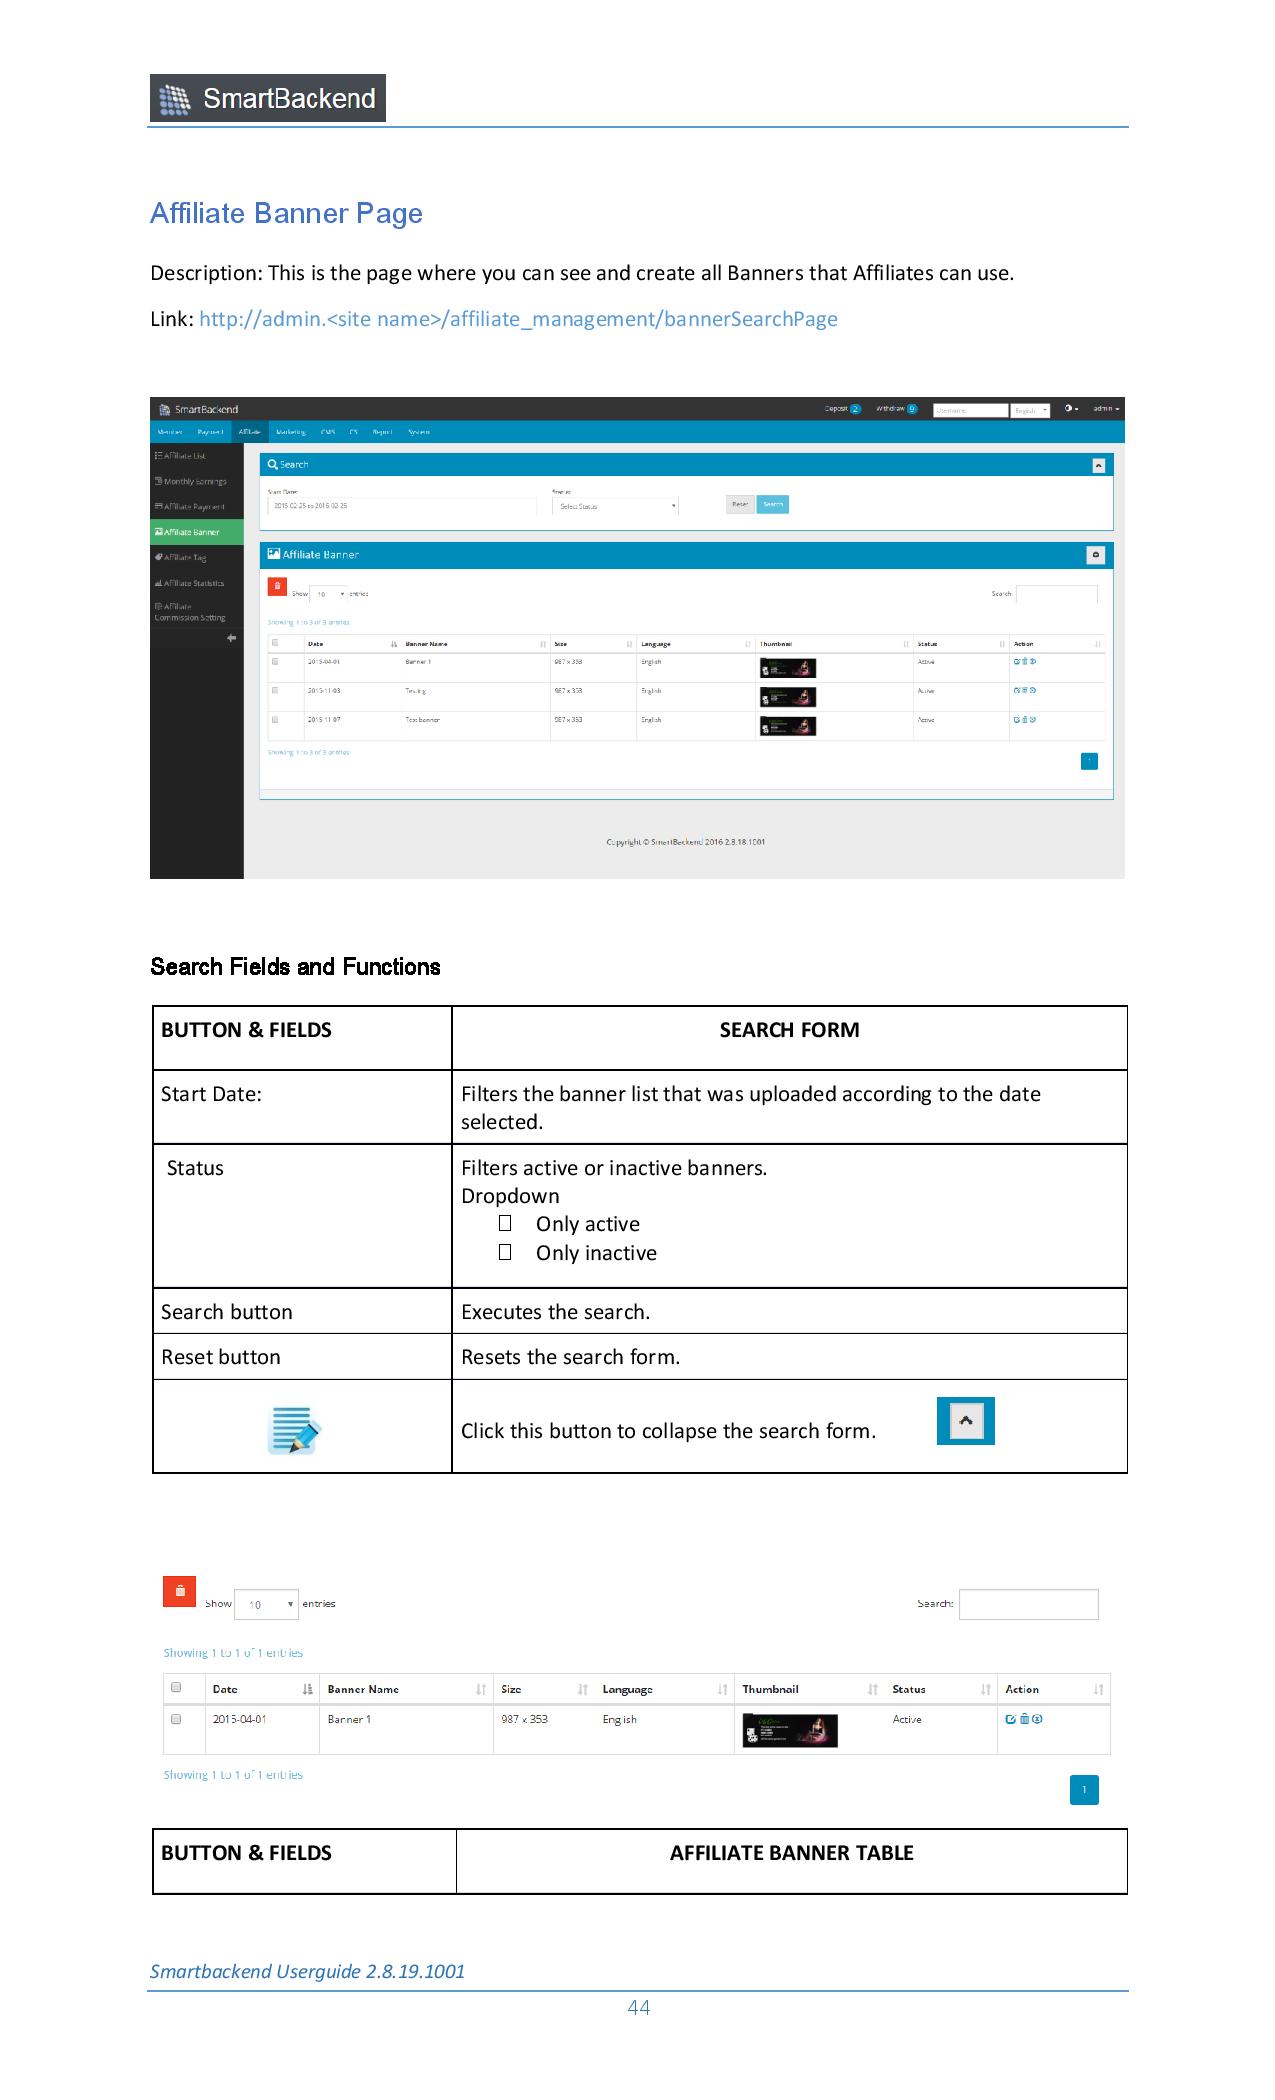 SmartBackend
Affiliate Banner Page
Description: This is the page where you can see and create all Banners that Affiliates can use.
Link: http://admin.<site name>/affiliate_management/bannerSearchPage
SmartBackend Deposit 2 Withdraw 9 Username English admin
Member Payment Affiliate Marketing CMS CS Report System
Affiliate List
Monthly Earnings
Affiliate Payment
Affiliate Banner
Affiliate Tag
Affiliate Statistics
Affiliate
Commission Setting
Search
Start Date: Status:
2015-02-25 to 2016-02-25 Select Status Reset Search
Affiliate Banner
Show 10 entries Search:
Showing 1 to 3 of 3 entries
Date Banner Name Size Language Thumbnail Status Action
2015-04-01 Banner 1 987 x 353 English Active
2015-11-03 Testing 987 x 353 English Active
2015-11-07 Test banner 987 x 353 English Active
Showing 1 to 3 of 3 entries
1
Copyright © SmartBackend 2016 2.8.18.1001
Search Fields and Functions
BUTTON & FIELDS SEARCH FORM
Start Date: Filters the banner list that was uploaded according to the date
selected.
Status Filters active or inactive banners.
Dropdown
Only active
Only inactive
Search button Executes the search.
Reset button Resets the search form.
Click this button to collapse the search form.
Show 10 entries Search:
Showing 1 to 1 of 1 entries
Date Banner Name Size Language Thumbnail Status Action
2015-04-01 Banner 1 987 x 353 English Active
Showing 1 to 1 of 1 entries
1
BUTTON & FIELDS AFFILIATE BANNER TABLE
Smartbackend Userguide 2.8.19.1001
44